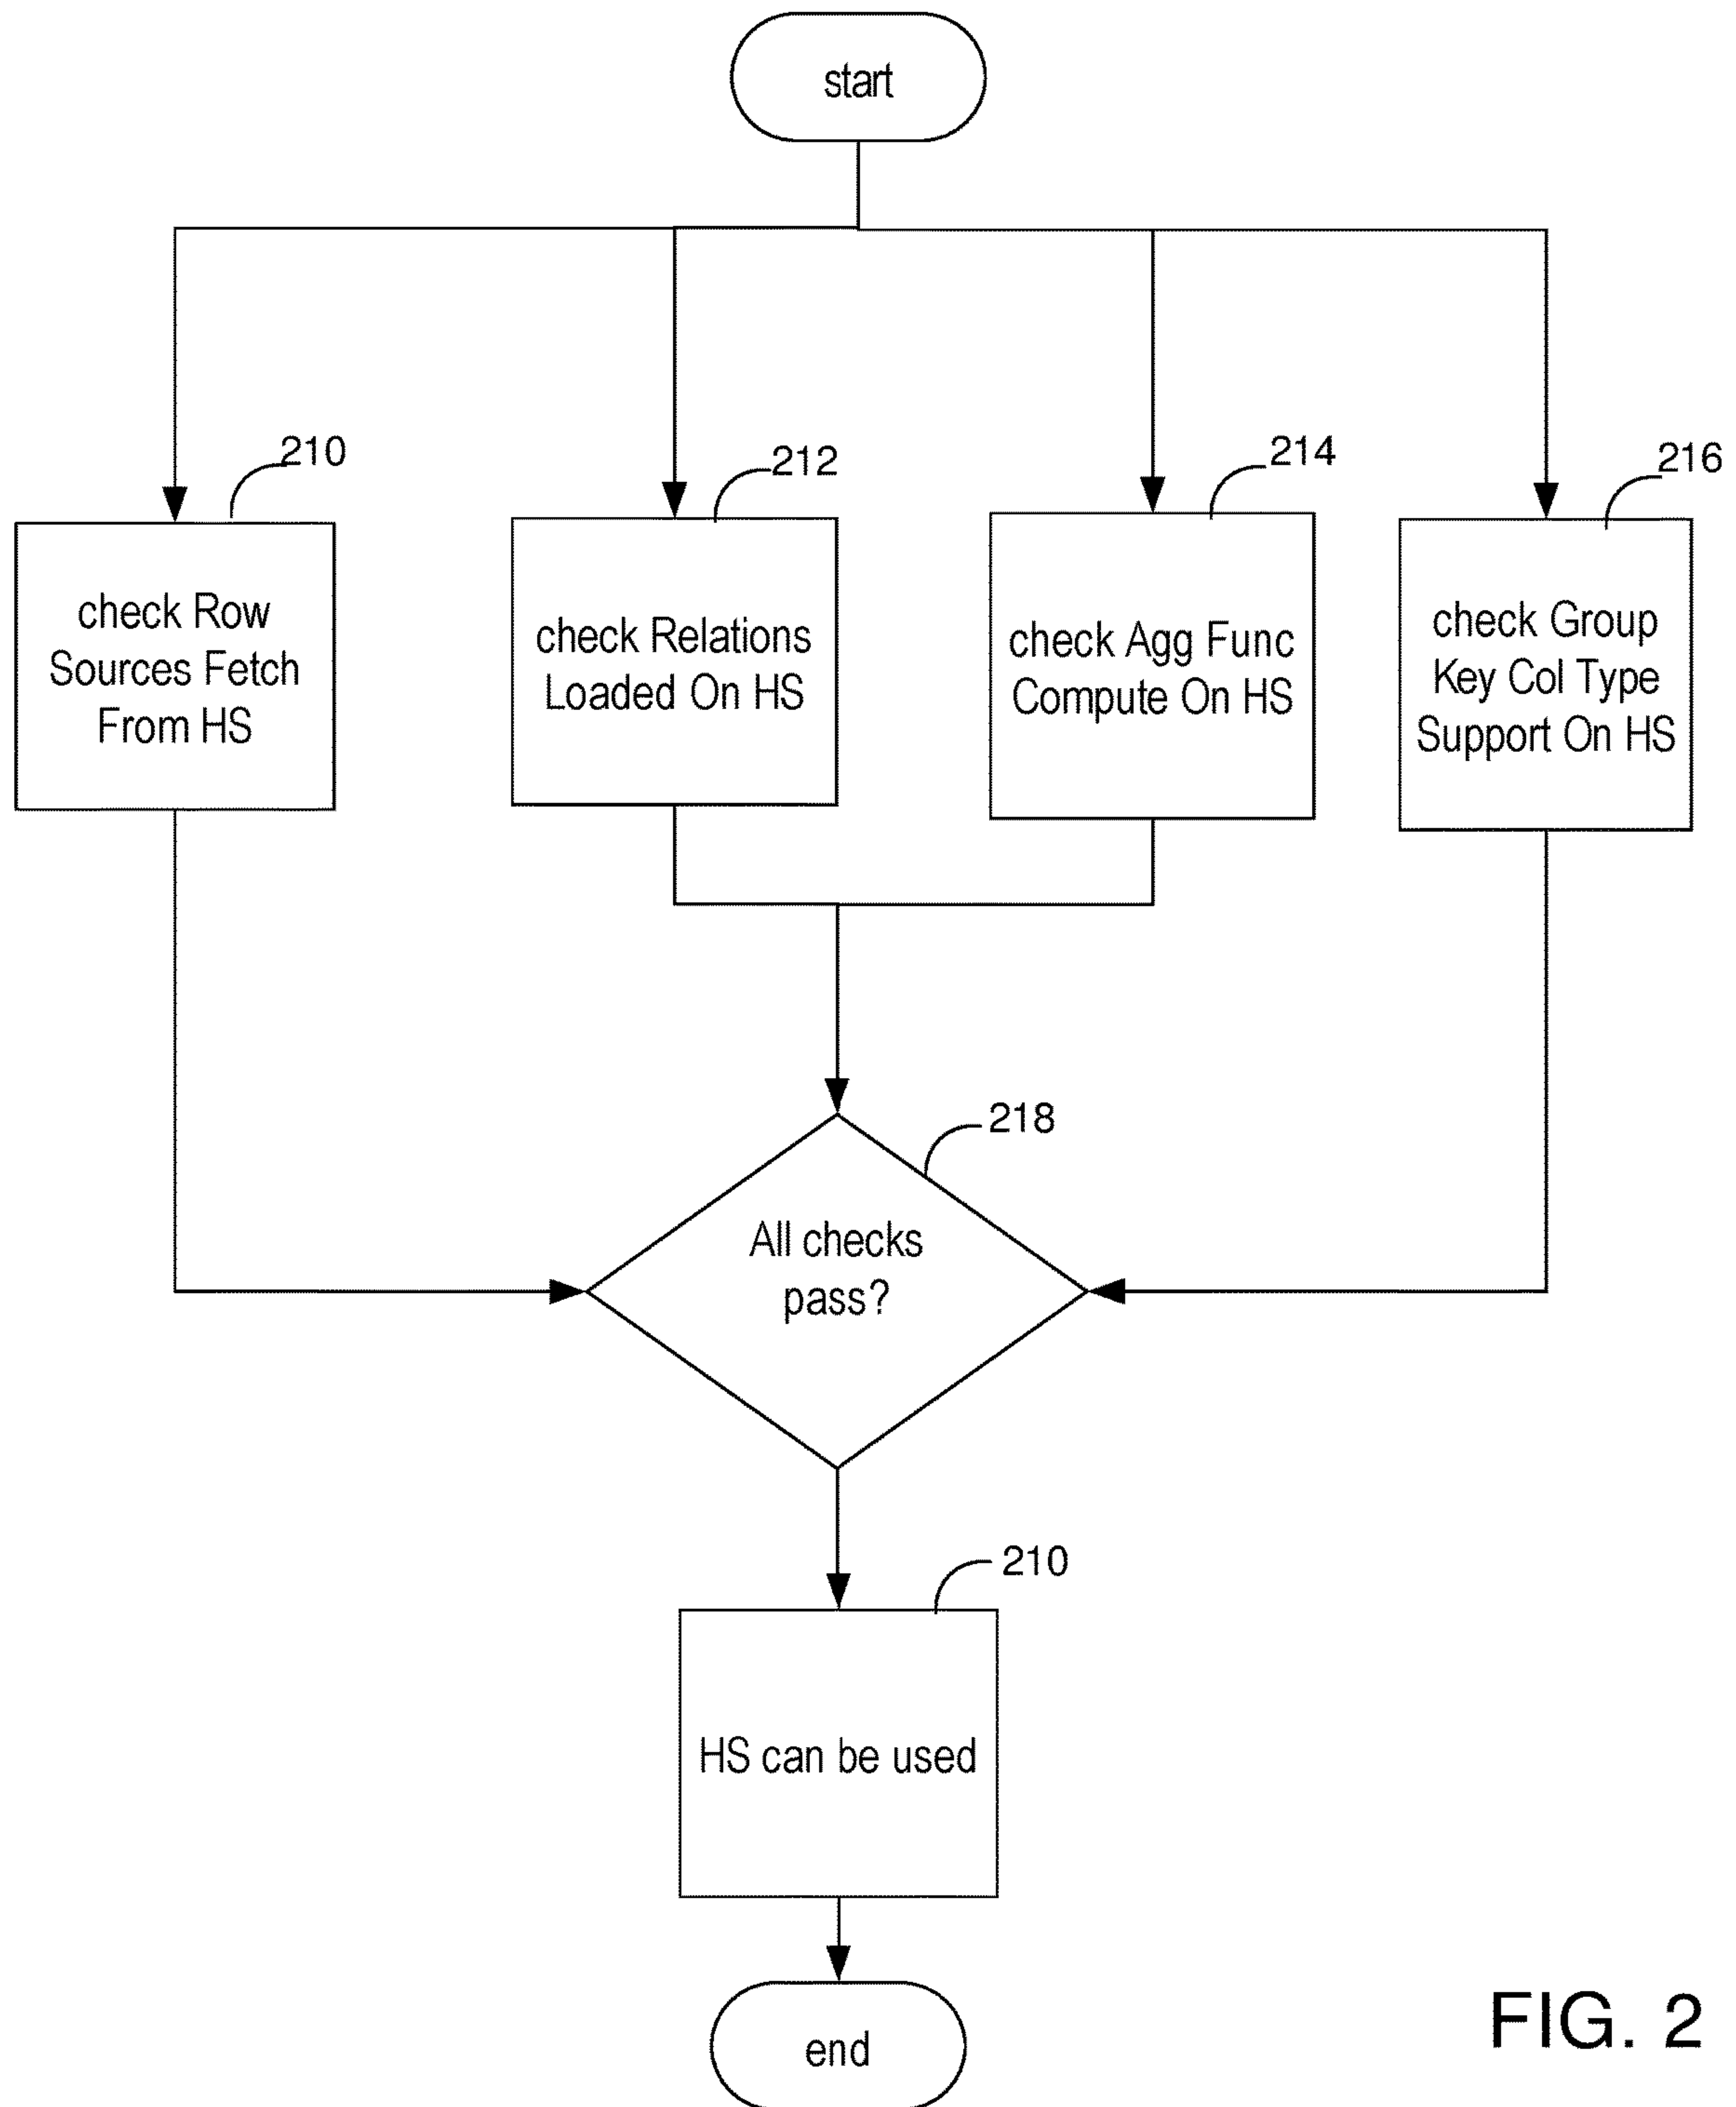 start
210
212
214
216
check Row
Sources Fetch
From HS
check Relations
Loaded On HS
check Agg Func
Compute On HS
check Group
Key Col Type
Support On HS
218
All checks
pass?
210
HS can be used
end
FIG. 2